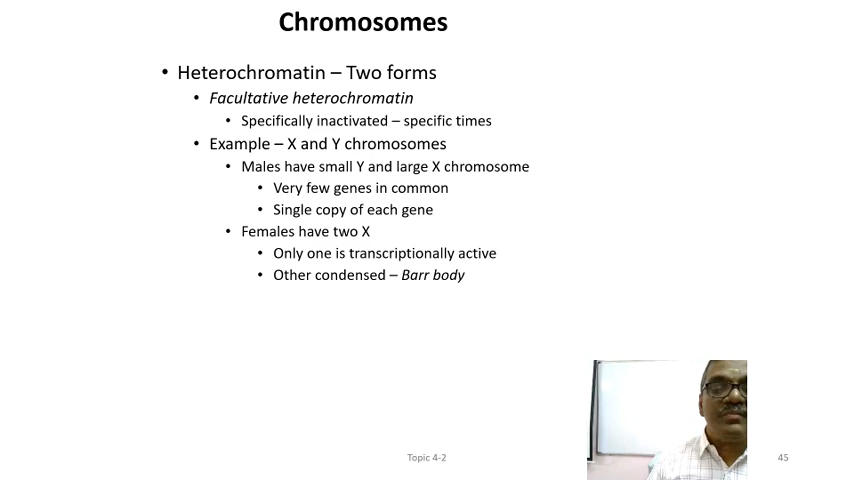 Chromosomes
• Heterochromatin – Two forms
• Facultative heterochromatin
• Specifically inactivated – specific times
• Example – X and Y chromosomes
• Males have small Y and large X chromosome
• Very few genes in common
• Single copy of each gene
• Females have two X
• Only one is transcriptionally active
• Other condensed – Barr body
Topic 4-2
45